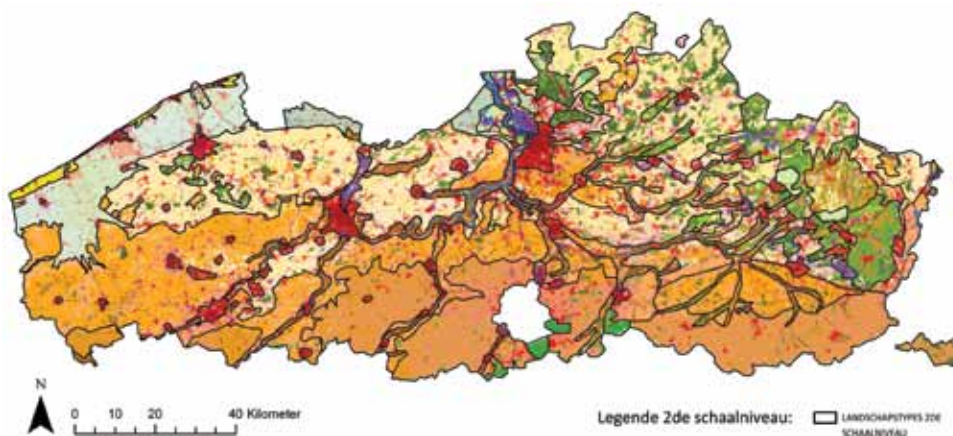 N
0 10 20 40 Kilometer
Legende 2de schaalniveau:
LANDSCHAPSTYPES 2DE
SCHAALNIVEAU